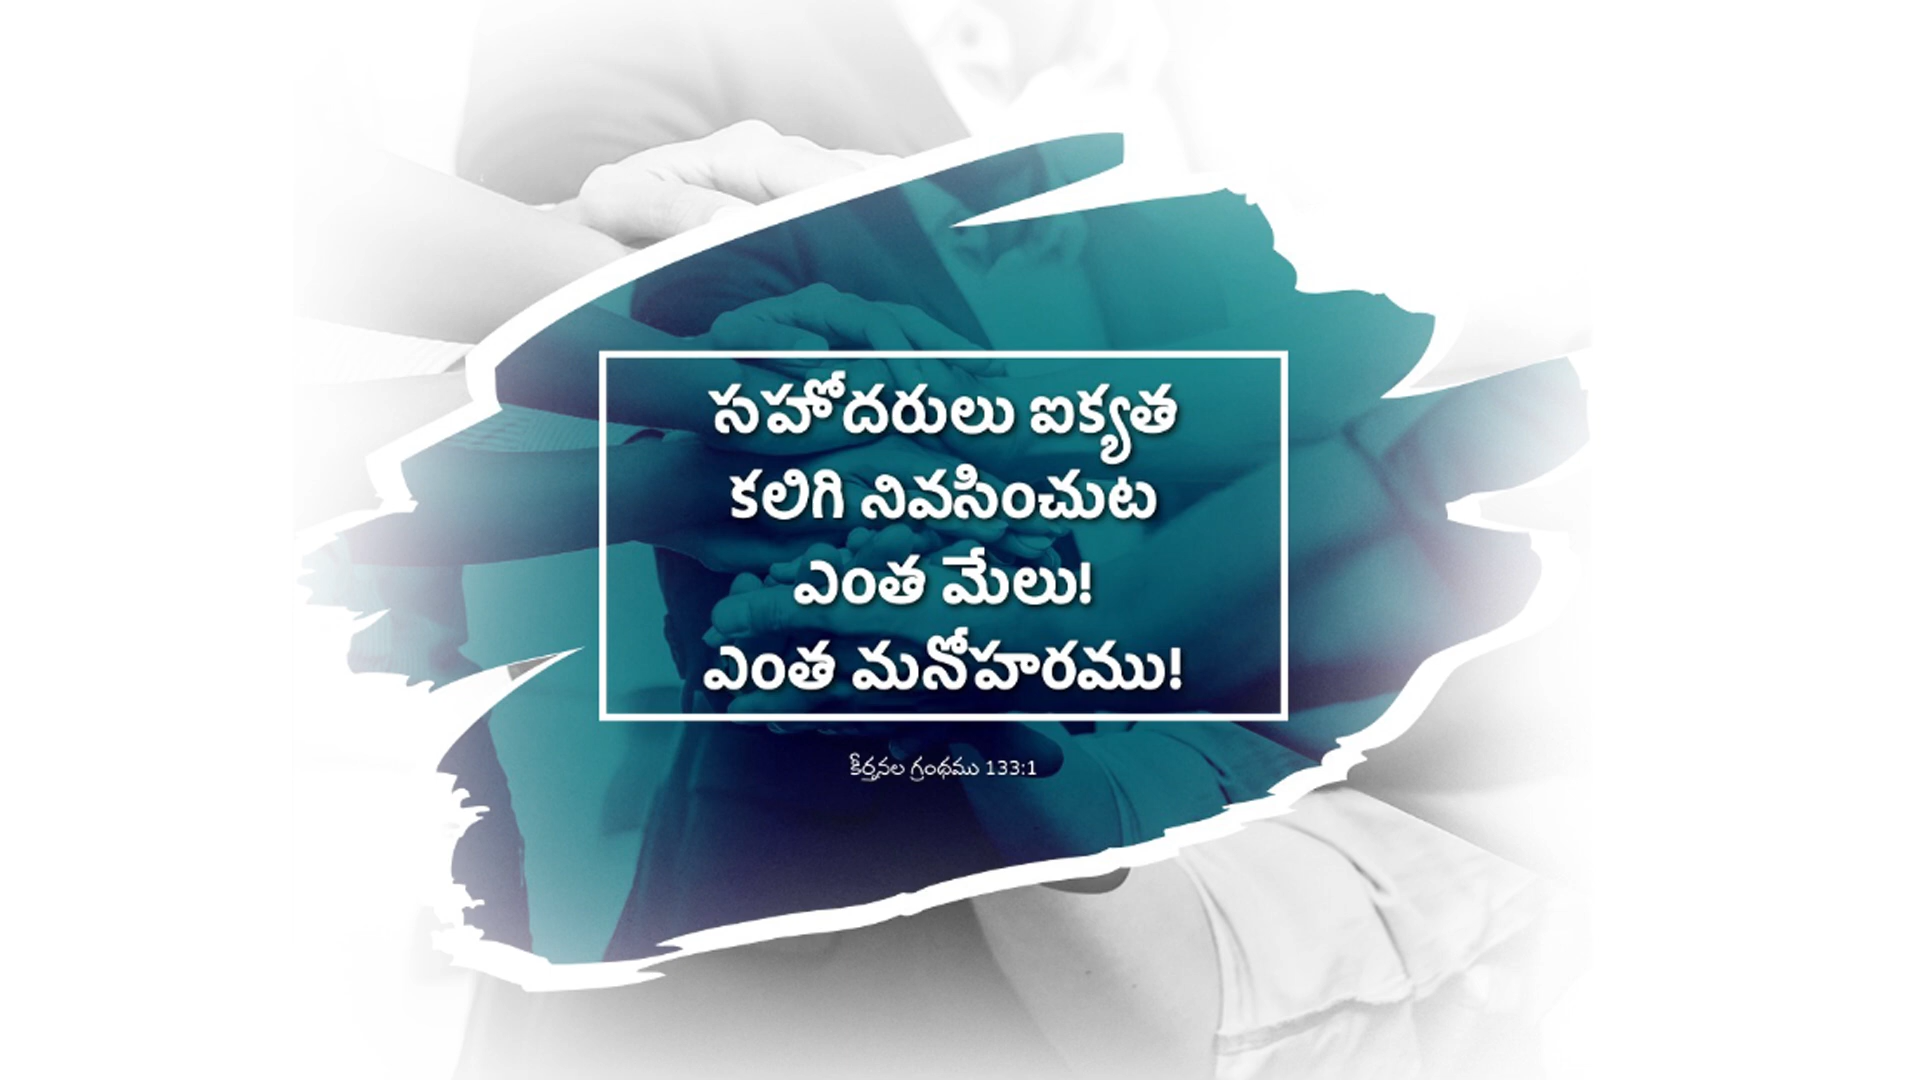 సహోదరులు ఐక్యత
కలిగి నివసించుట
ఎంత మేలు!
ఎంత మనోహరము!
కీర్తనల గ్రంథము 133:1